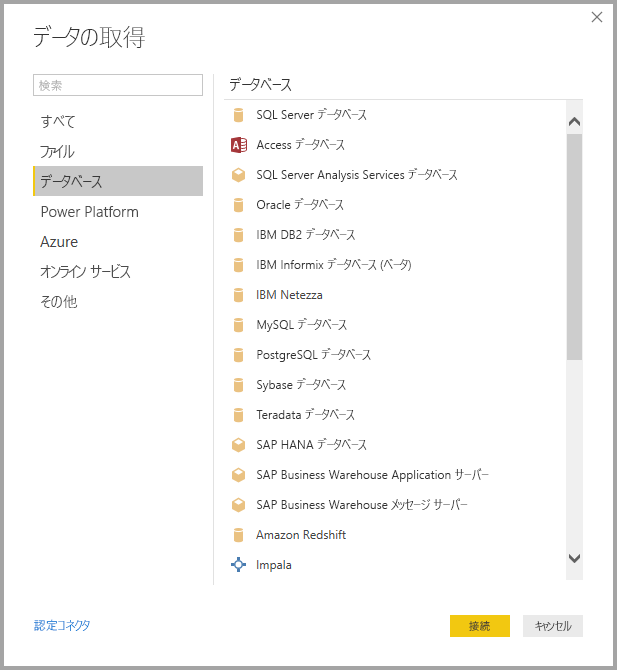 データの取得
検索
すべて
ファイル
データベース
Power Platform
Azure
オンライン サービス
その他
データベース
SQL Server データベース
Access データベース
SQL Server Analysis Services データベース
Oracle データベース
IBM DB2 データベース
IBM Informix データベース (ベータ)
IBM Netezza
MySQL データベース
PostgreSQL データベース
Sybase データベース
Teradata データベース
SAP HANA データベース
SAP Business Warehouse Application サーバー
SAP Business Warehouse メッセージ サーバー
Amazon Redshift
Impala
認定コネクタ
接続
キャンセル